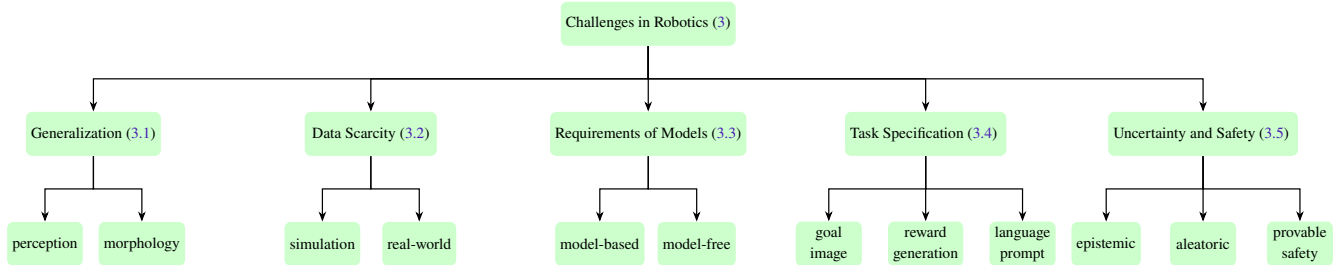 Challenges in Robotics (3)
Generalization (3.1)
Data Scarcity (3.2)
Requirements of Models (3.3)
Task Specification (3.4)
Uncertainty and Safety (3.5)
perception
morphology
simulation
real-world
model-based
model-free
goal
image
reward
generation
language
prompt
epistemic
aleatoric
provable
safety